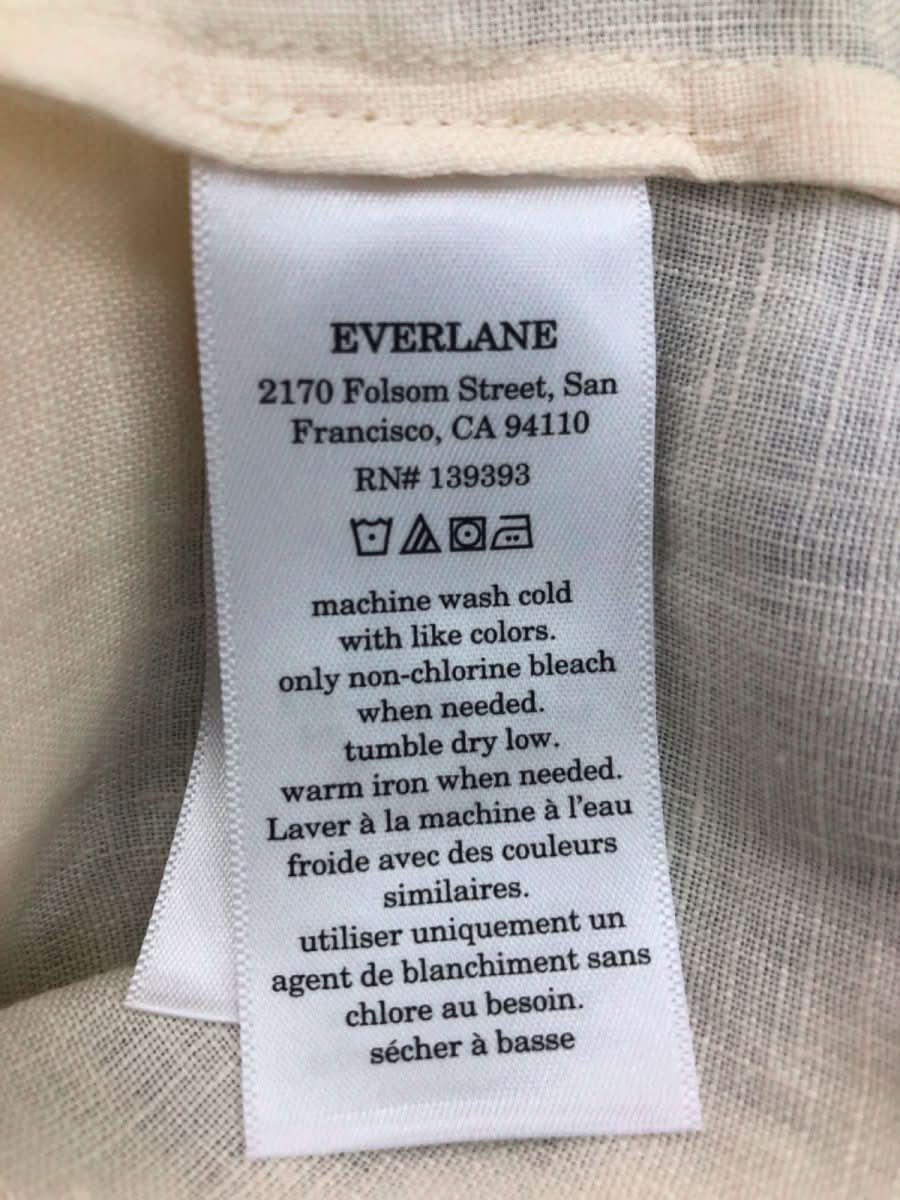 EVERLANE
2170 Folsom Street, San
Francisco, CA 94110
RN# 139393
machine wash cold
with like colors.
only non-chlorine bleach
when needed.
tumble dry low.
warm iron when needed.
Laver à la machine à l'eau
froide avec des couleurs
similaires.
utiliser uniquement un
agent de blanchiment sans
chlore au besoin.
sécher à basse